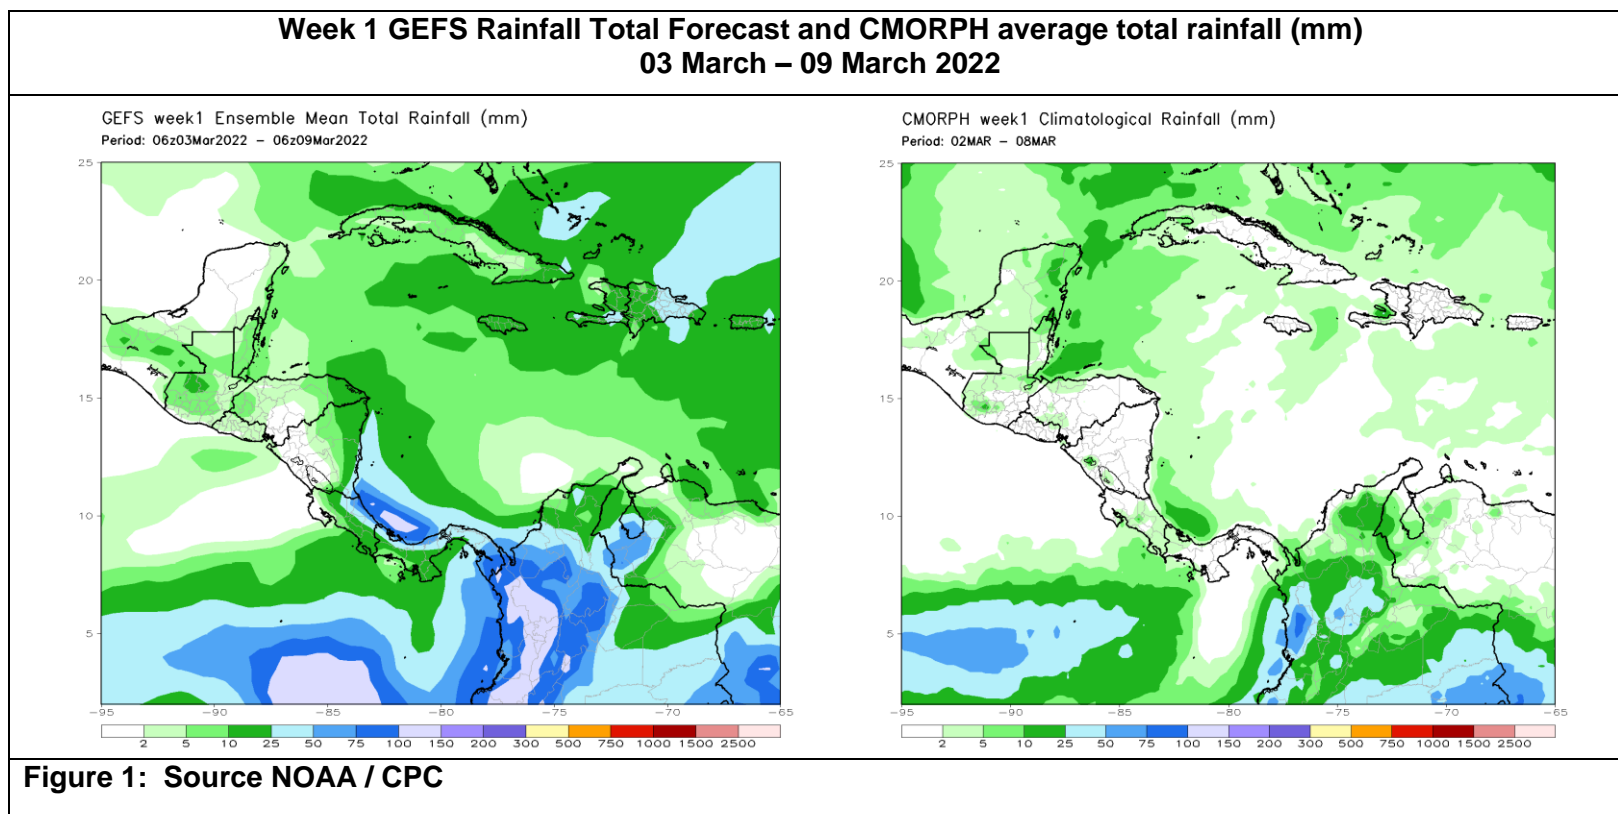 Week 1 GEFS Rainfall Total Forecast and CMORPH average total rainfall (mm)
03 March – 09 March 2022
GEFS week1 Ensemble Mean Total Rainfall (mm)
Period: 06z03Mar2022 – 06z09Mar2022
25
20
15
10
5
-95
-90
-85
-80
-75
-70
-65
2 5 10 25 50 75 100 150 200 300 500 750 1000 1500 2500
CMORPH week1 Climatological Rainfall (mm)
Period: 02MAR – 08MAR
25
20
15
10
5
-95
-90
-85
-80
-75
-70
-65
2 5 10 25 50 75 100 150 200 300 500 750 1000 1500 2500
Figure 1:  Source NOAA / CPC